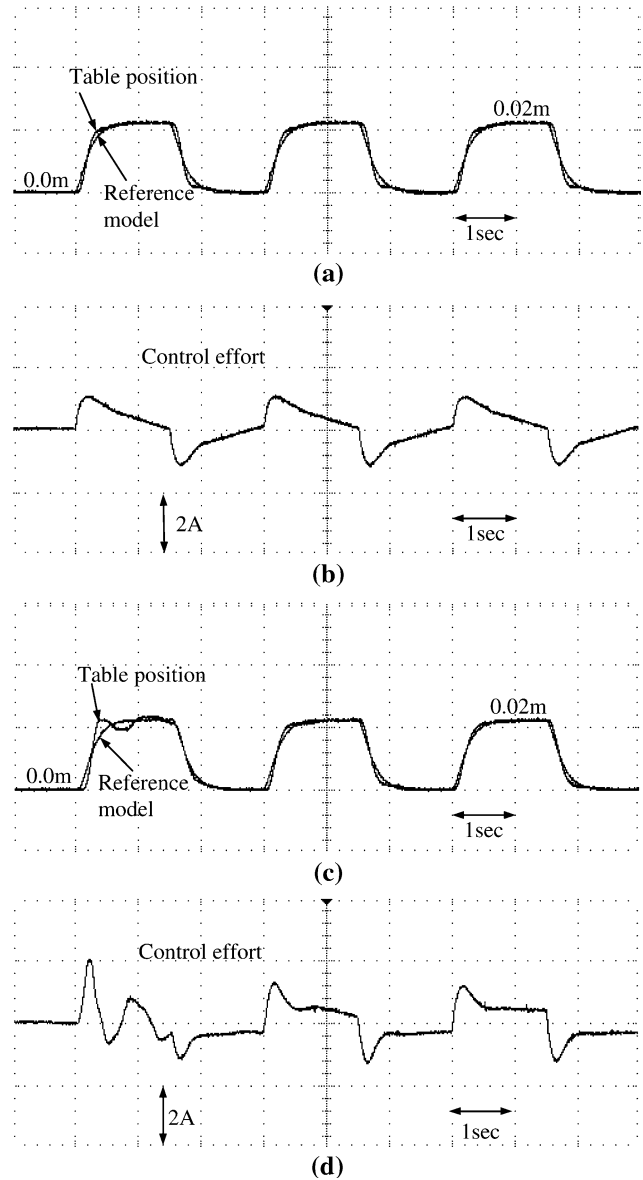 Table position
0.02m
0.0m
Reference
model
1sec
(a)
Control effort
2A
1sec
(b)
Table position
0.02m
0.0m
Reference
model
1sec
(c)
Control effort
2A
1sec
(d)